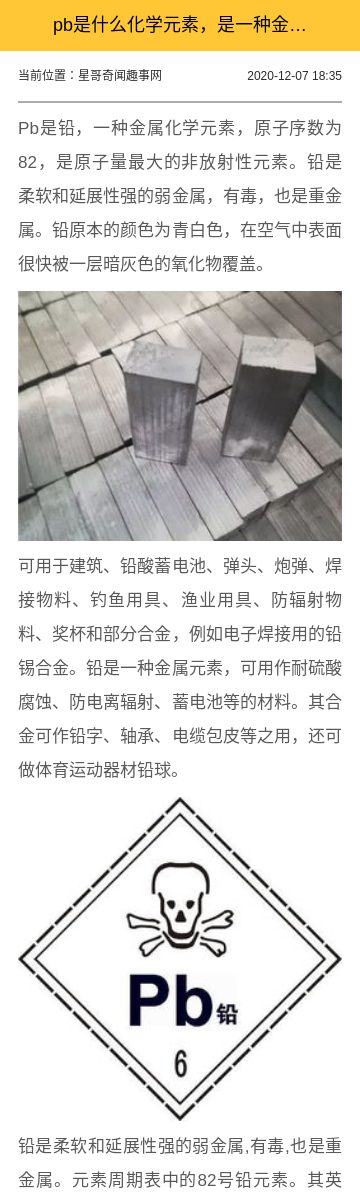 pb是什么化学元素，是一种金…
当前位置：星哥奇闻趣事网 2020-12-07 18:35
Pb是铅，一种金属化学元素，原子序数为
82，是原子量最大的非放射性元素。铅是
柔软和延展性强的弱金属，有毒，也是重金
属。铅原本的颜色为青白色，在空气中表面
很快被一层暗灰色的氧化物覆盖。
可用于建筑、铅酸蓄电池、弹头、炮弹、焊
接物料、钓鱼用具、渔业用具、防辐射物
料、奖杯和部分合金，例如电子焊接用的铅
锡合金。铅是一种金属元素，可用作耐硫酸
腐蚀、防电离辐射、蓄电池等的材料。其合
金可作铅字、轴承、电缆包皮等之用，还可
做体育运动器材铅球。
Pb铅
6
铅是柔软和延展性强的弱金属,有毒,也是重
金属。元素周期表中的82号铅元素。其英